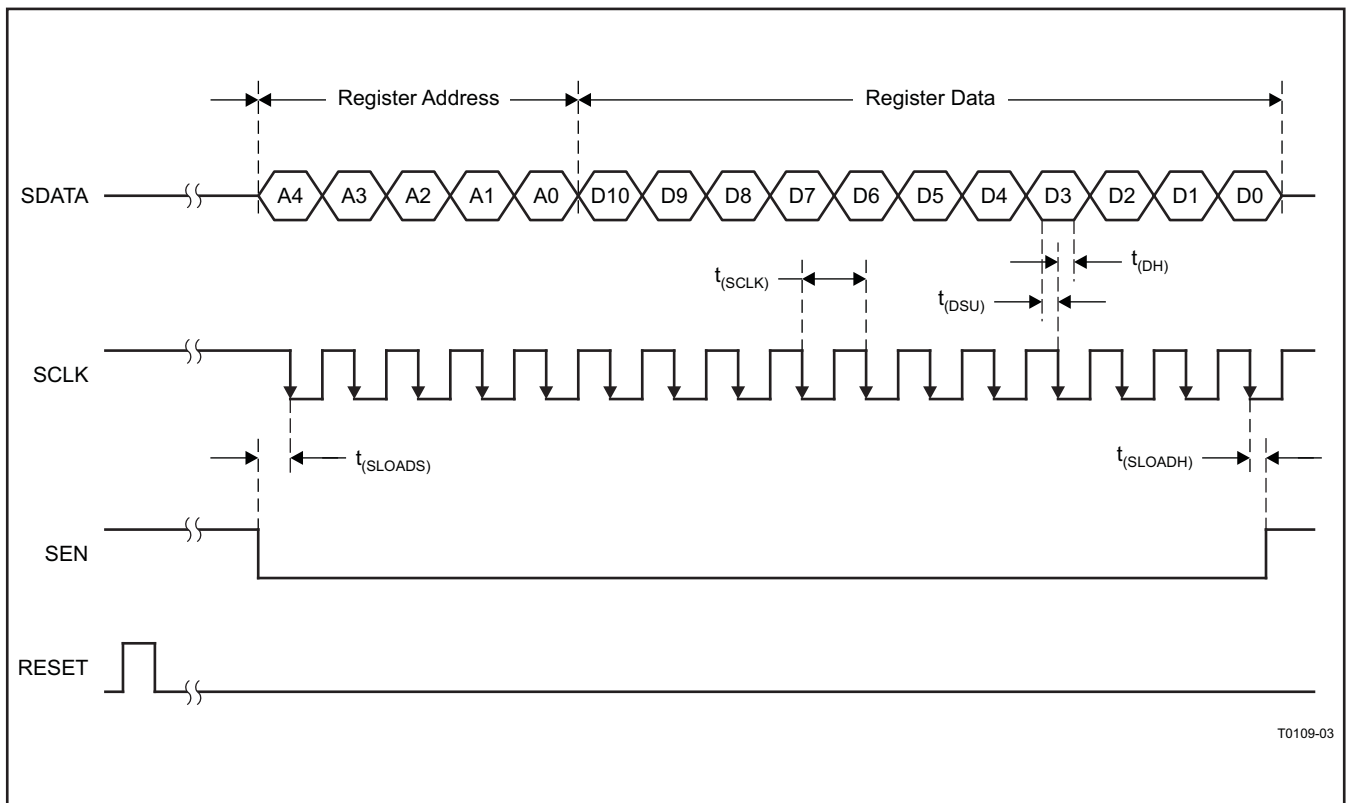 Register Address Register Data
SDATA A4 A3 A2 A1 A0 D10 D9 D8 D7 D6 D5 D4 D3 D2 D1 D0
t(DH)
t(SCLK)
t(DSU)
SCLK
t(SLOADS) t(SLOADH)
SEN
RESET
T0109-03